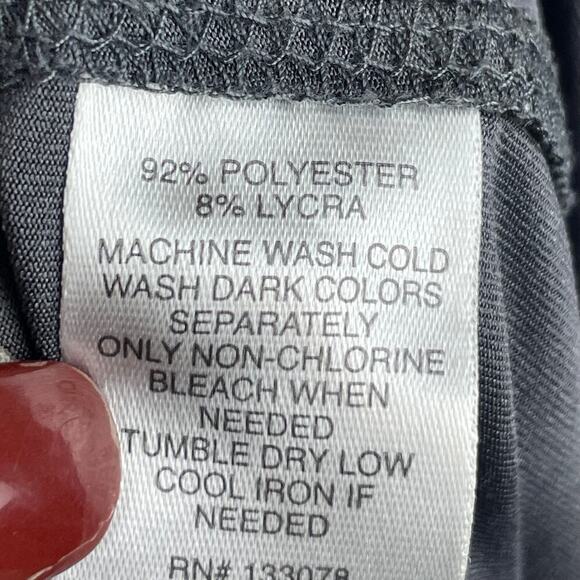 92% POLYESTER
8% LYCRA
MACHINE WASH COLD
WASH DARK COLORS
SEPARATELY
ONLY NON-CHLORINE
BLEACH WHEN
NEEDED
TUMBLE DRY LOW
COOL IRON IF
NEEDED
RN# 133078